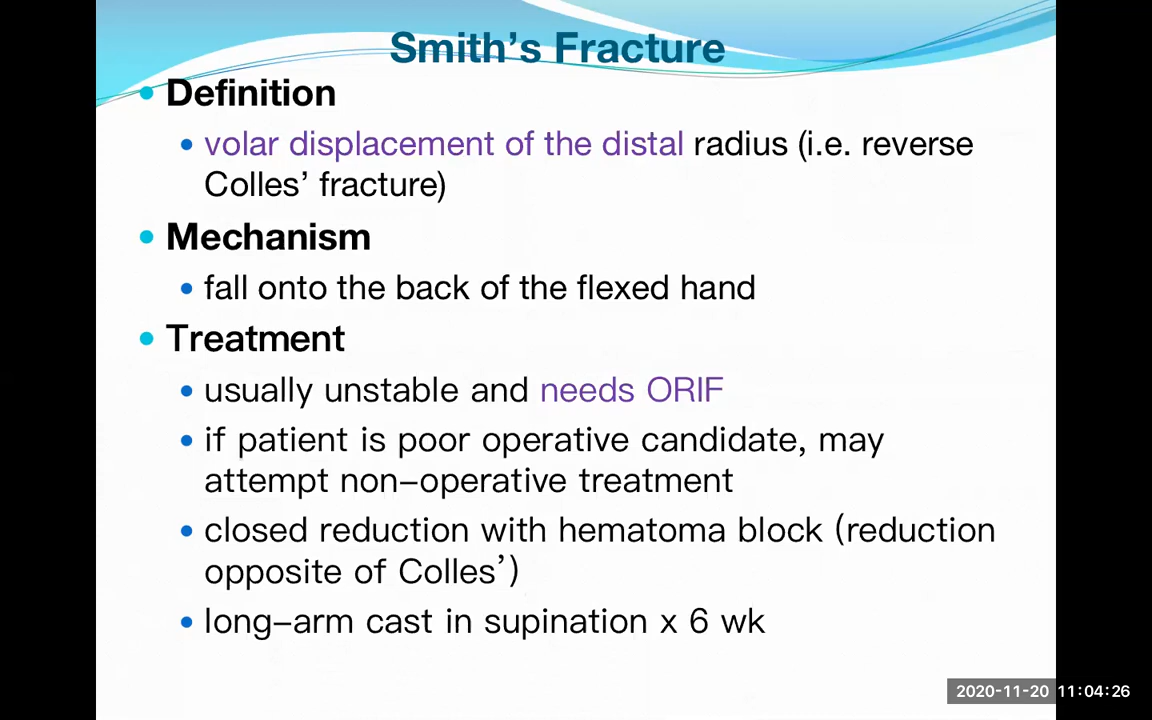 Smith’s Fracture
Definition
volar displacement of the distal radius (i.e. reverse
Colles’ fracture)
Mechanism
fall onto the back of the flexed hand
Treatment
usually unstable and needs ORIF
if patient is poor operative candidate, may
attempt non–operative treatment
closed reduction with hematoma block (reduction
opposite of Colles’)
long–arm cast in supination x 6 wk
2020-11-20 11:04:26